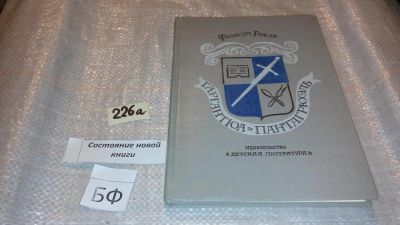 Франсуа Рабле
ГАРГАНТЮА и ПАНТАГРЮЭЛЬ
издательство
«ДЕТСКАЯ ЛИТЕРАТУРА»
226а
Состояние новой
книги
БФ